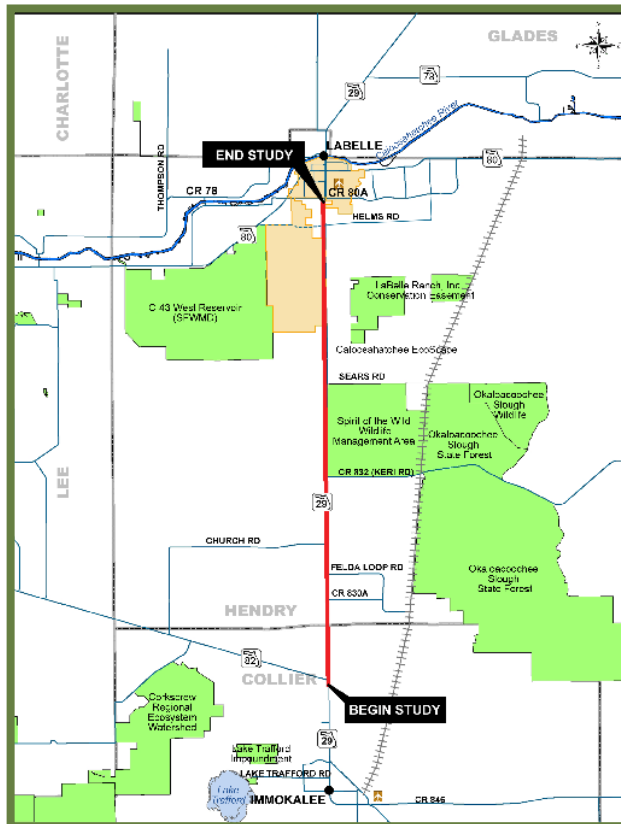 GLADES
CHARLOTTE
29
78
Caloosahatchee River
LABELLE
END STUDY
80
THOMPSON RD
CR 78
CR 80A
HELMS RD
80
LaBelle Ranch, Inc.
Conservation Easement
C-43 West Reservoir
(SFWMD)
Caloosahatchee EcoScape
SEARS RD
Okaloacoochee
Slough
Wildlife
Spirit of the Wild
Wildlife
Management Area
Okaloacoochee
Slough
State Forest
LEE
CR 832 (KERI RD)
29
CHURCH RD
FELDA LOOP RD
Okaloacoochee
Slough
State Forest
CR 830A
HENDRY
82
COLLIER
BEGIN STUDY
Corkscrew
Regional
Ecosystem
Watershed
29
Lake Trafford
Impoundment
LAKE TRAFFORD RD
Lake
Trafford
IMMOKALEE
CR 846